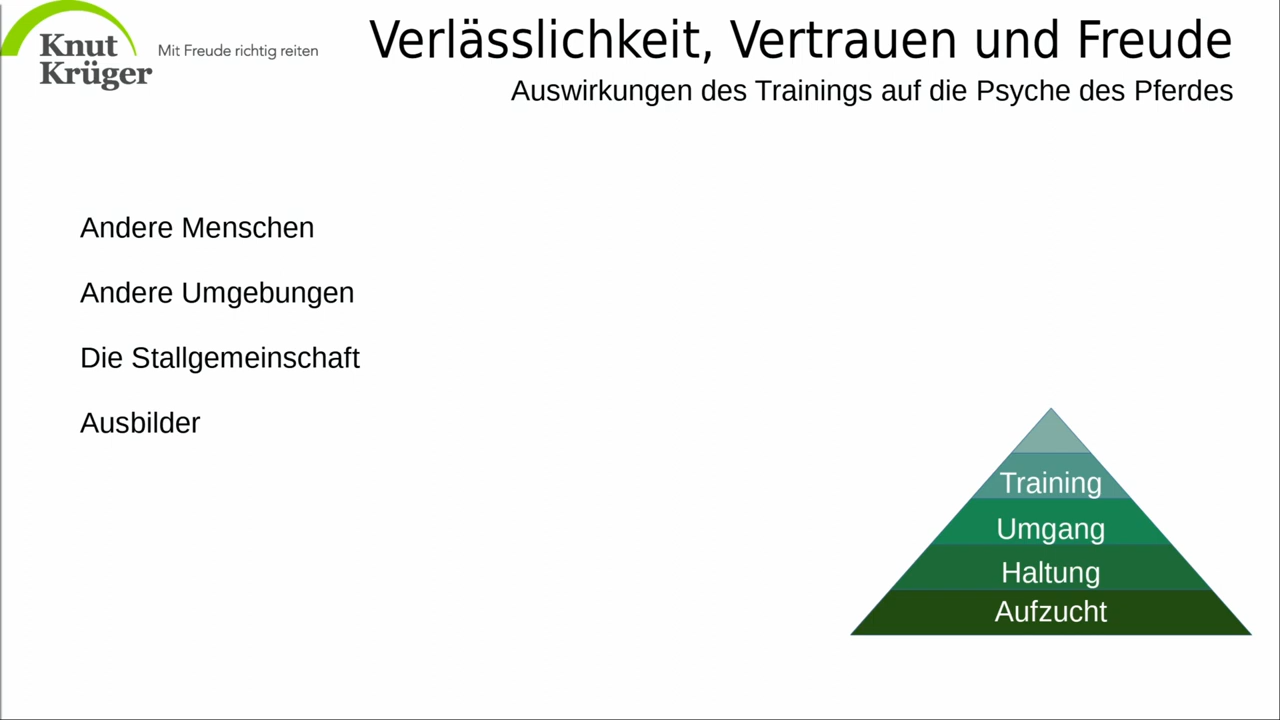 Knut
Krüger
Mit Freude richtig reiten
Verlässlichkeit, Vertrauen und Freude
Auswirkungen des Trainings auf die Psyche des Pferdes
Andere Menschen
Andere Umgebungen
Die Stallgemeinschaft
Ausbilder
Training
Umgang
Haltung
Aufzucht